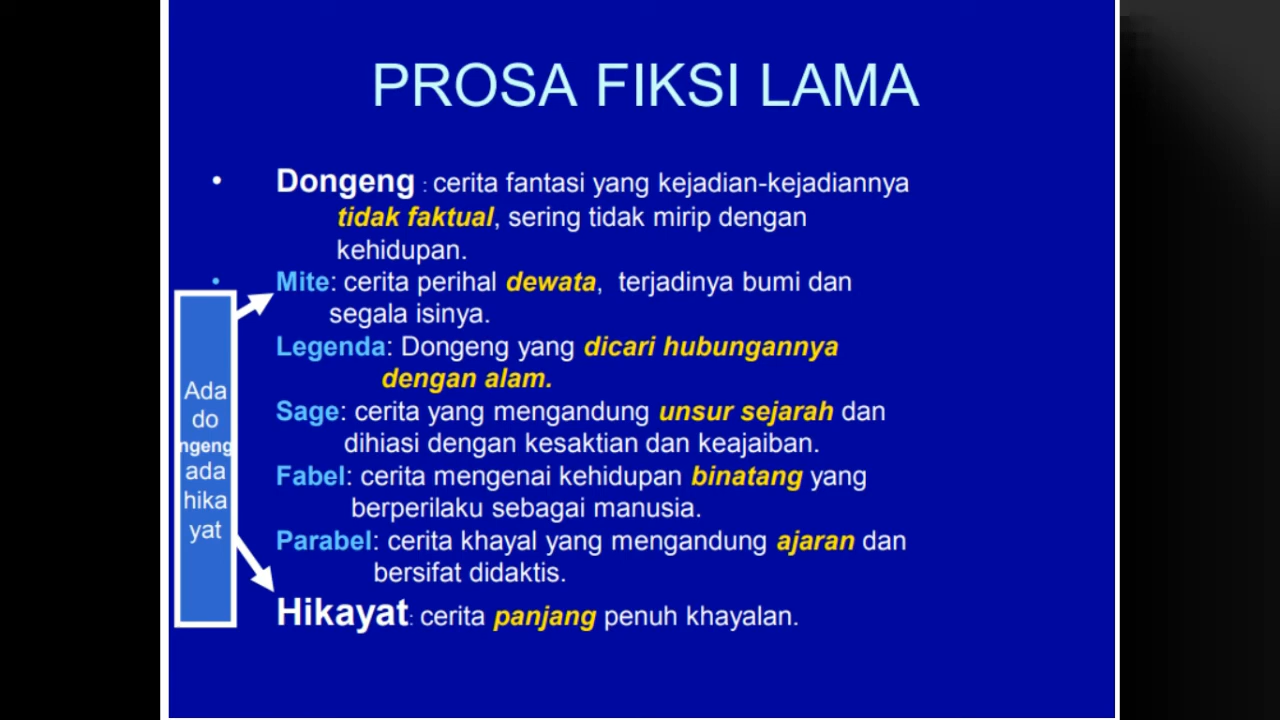 PROSA FIKSI LAMA
• Dongeng : cerita fantasi yang kejadian-kejadiannya
tidak faktual, sering tidak mirip dengan
kehidupan.
• Mite: cerita perihal dewata, terjadinya bumi dan
segala isinya.
Legenda: Dongeng yang dicari hubungannya
dengan alam.
Sage: cerita yang mengandung unsur sejarah dan
dihiasi dengan kesaktian dan keajaiban.
Fabel: cerita mengenai kehidupan binatang yang
berperilaku sebagai manusia.
Parabel: cerita khayal yang mengandung ajaran dan
bersifat didaktis.
Hikayat: cerita panjang penuh khayalan.
Ada
do
ngeng
ada
hika
yat